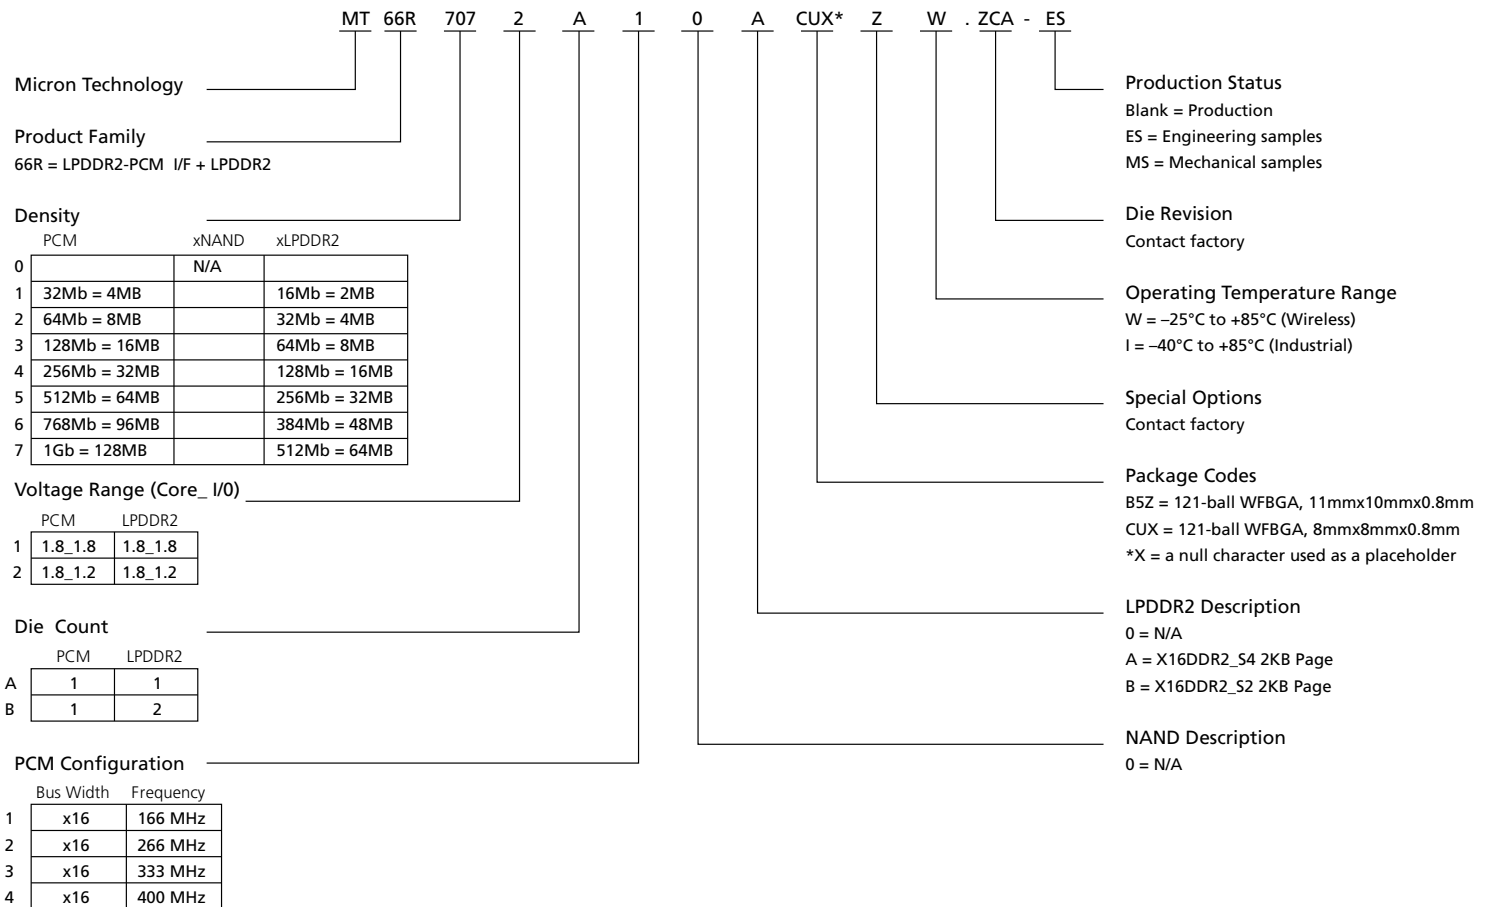 MT 66R 707 2 A 1 0 A CUX* Z W . ZCA - ES
Micron Technology
Product Family
66R = LPDDR2-PCM I/F + LPDDR2
Density
PCM xNAND xLPDDR2
0 N/A
1 32Mb = 4MB 16Mb = 2MB
2 64Mb = 8MB 32Mb = 4MB
3 128Mb = 16MB 64Mb = 8MB
4 256Mb = 32MB 128Mb = 16MB
5 512Mb = 64MB 256Mb = 32MB
6 768Mb = 96MB 384Mb = 48MB
7 1Gb = 128MB 512Mb = 64MB
Voltage Range (Core_ I/0)
PCM LPDDR2
1 1.8_1.8 1.8_1.8
2 1.8_1.2 1.8_1.2
Die Count
PCM LPDDR2
A 1 1
B 1 2
PCM Configuration
Bus Width Frequency
1 x16 166 MHz
2 x16 266 MHz
3 x16 333 MHz
4 x16 400 MHz
Production Status
Blank = Production
ES = Engineering samples
MS = Mechanical samples
Die Revision
Contact factory
Operating Temperature Range
W = –25°C to +85°C (Wireless)
I = –40°C to +85°C (Industrial)
Special Options
Contact factory
Package Codes
B5Z = 121-ball WFBGA, 11mmx10mmx0.8mm
CUX = 121-ball WFBGA, 8mmx8mmx0.8mm
*X = a null character used as a placeholder
LPDDR2 Description
0 = N/A
A = X16DDR2_S4 2KB Page
B = X16DDR2_S2 2KB Page
NAND Description
0 = N/A